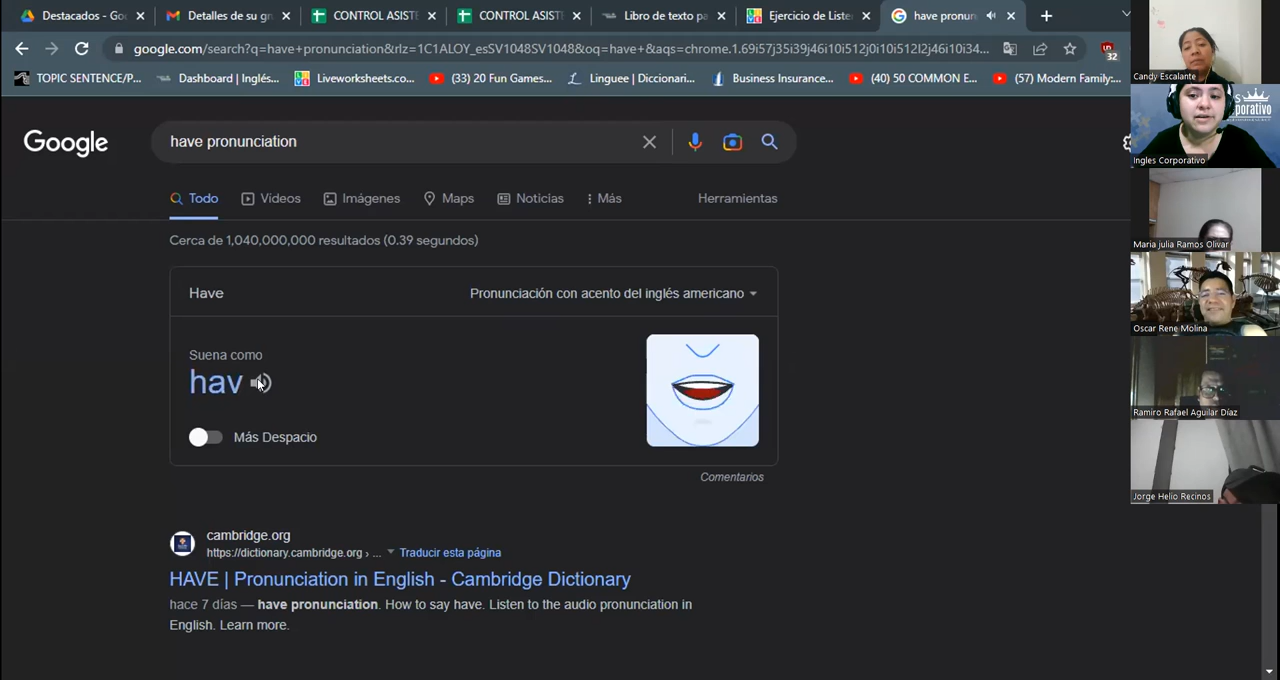 Destacados - Goo
Detalles de su gr
CONTROL ASIST
CONTROL ASIST
Libro de texto pa
Ejercicio de Liste
have pronun
google.com/search?q=have+pronunciation&rlz=1C1ALOY_esSV1048SV1048&oq=have+&aqs=chrome.1.69i57j35i39j46i10i512j0i10i512l2j46i10i34...
32
TOPIC SENTENCE/P...
Dashboard | Inglés...
Liveworksheets.co...
(33) 20 Fun Games...
Linguee | Diccionari...
Business Insurance...
(40) 50 COMMON E...
(57) Modern Family:...
Google
have pronunciation
Todo
Videos
Imágenes
Maps
Noticias
Más
Herramientas
Cerca de 1,040,000,000 resultados (0.39 segundos)
Have
Pronunciación con acento del inglés americano
Suena como
hav
Más Despacio
Comentarios
cambridge.org
https://dictionary.cambridge.org › ...
Traducir esta página
HAVE | Pronunciation in English - Cambridge Dictionary
hace 7 días — have pronunciation. How to say have. Listen to the audio pronunciation in
English. Learn more.
Candy Escalante
Ingles Corporativo
Maria julia Ramos Olivar
Oscar Rene Molina
Ramiro Rafael Aguilar Díaz
Jorge Helio Recinos